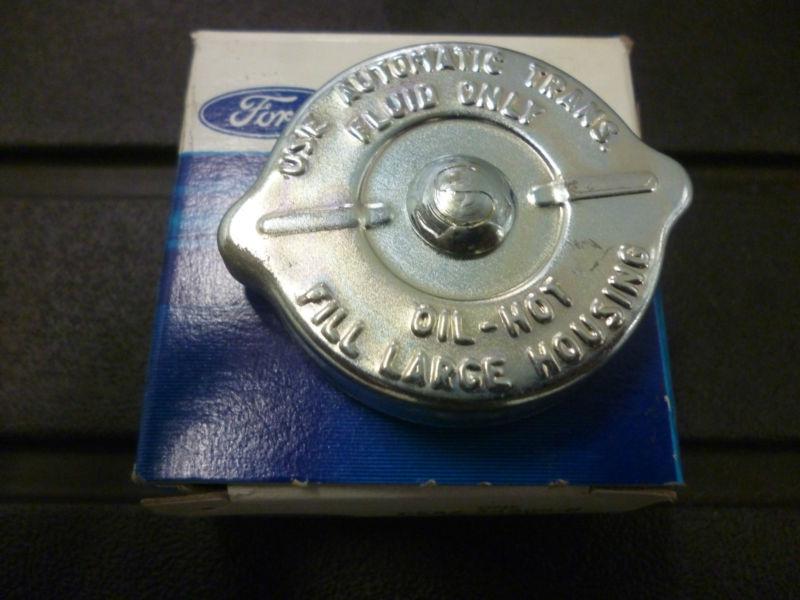 Ford
USE AUTOMATIC TRANS.
FLUID ONLY
S
OIL-HOT
FILL LARGE HOUSING